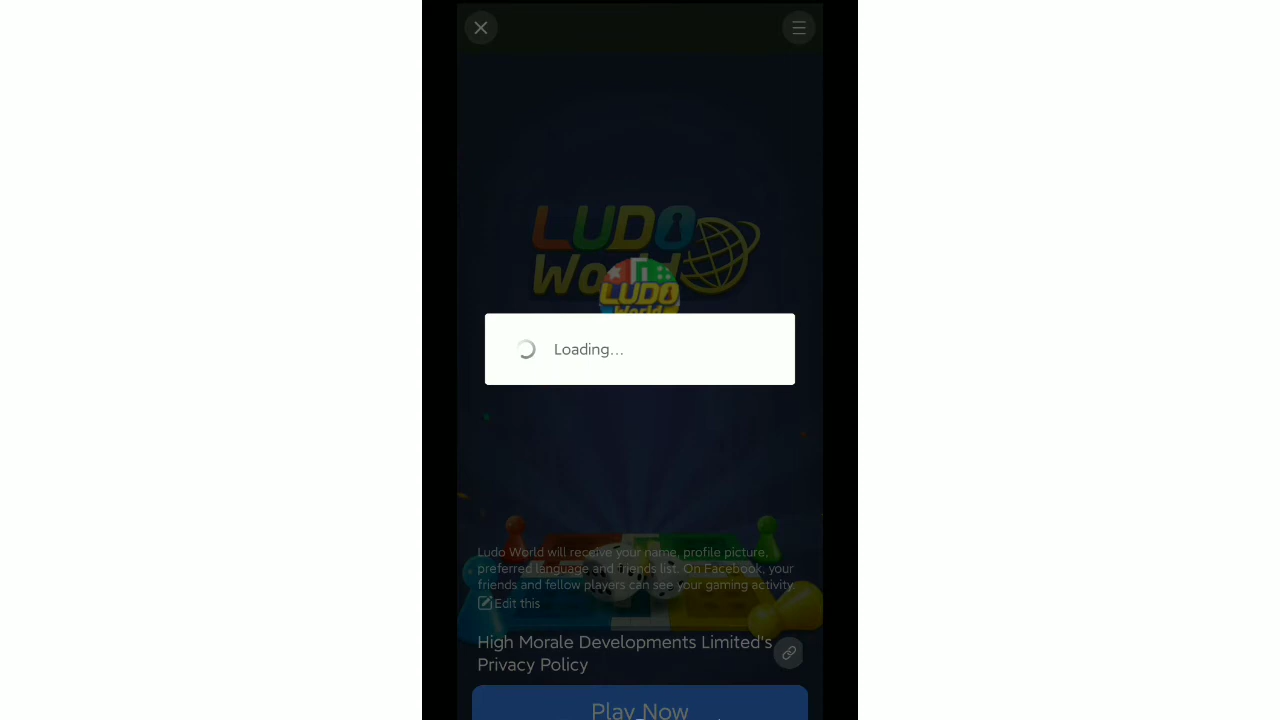 LUDO
World
LUDO
World
Loading...
Ludo World will receive your name, profile picture,
preferred language and friends list. On Facebook, your
friends and fellow players can see your gaming activity.
Edit this
High Morale Developments Limited's
Privacy Policy
Play Now